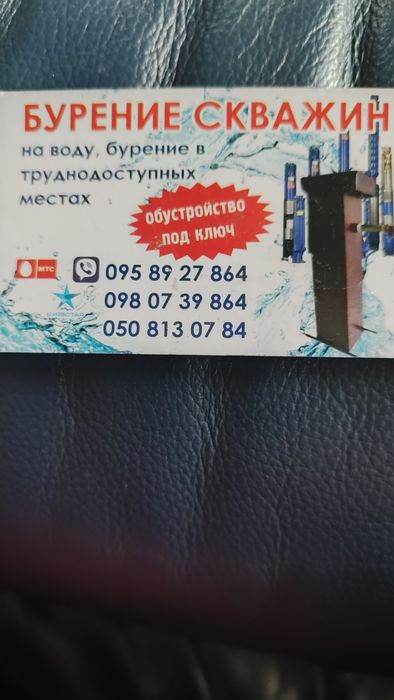 БУРЕНИЕ СКВАЖИН
на воду, бурение в
труднодоступных
местах
обустройство
под ключ
МТС
095 89 27 864
КИЇВСТАР
098 07 39 864
050 813 07 84